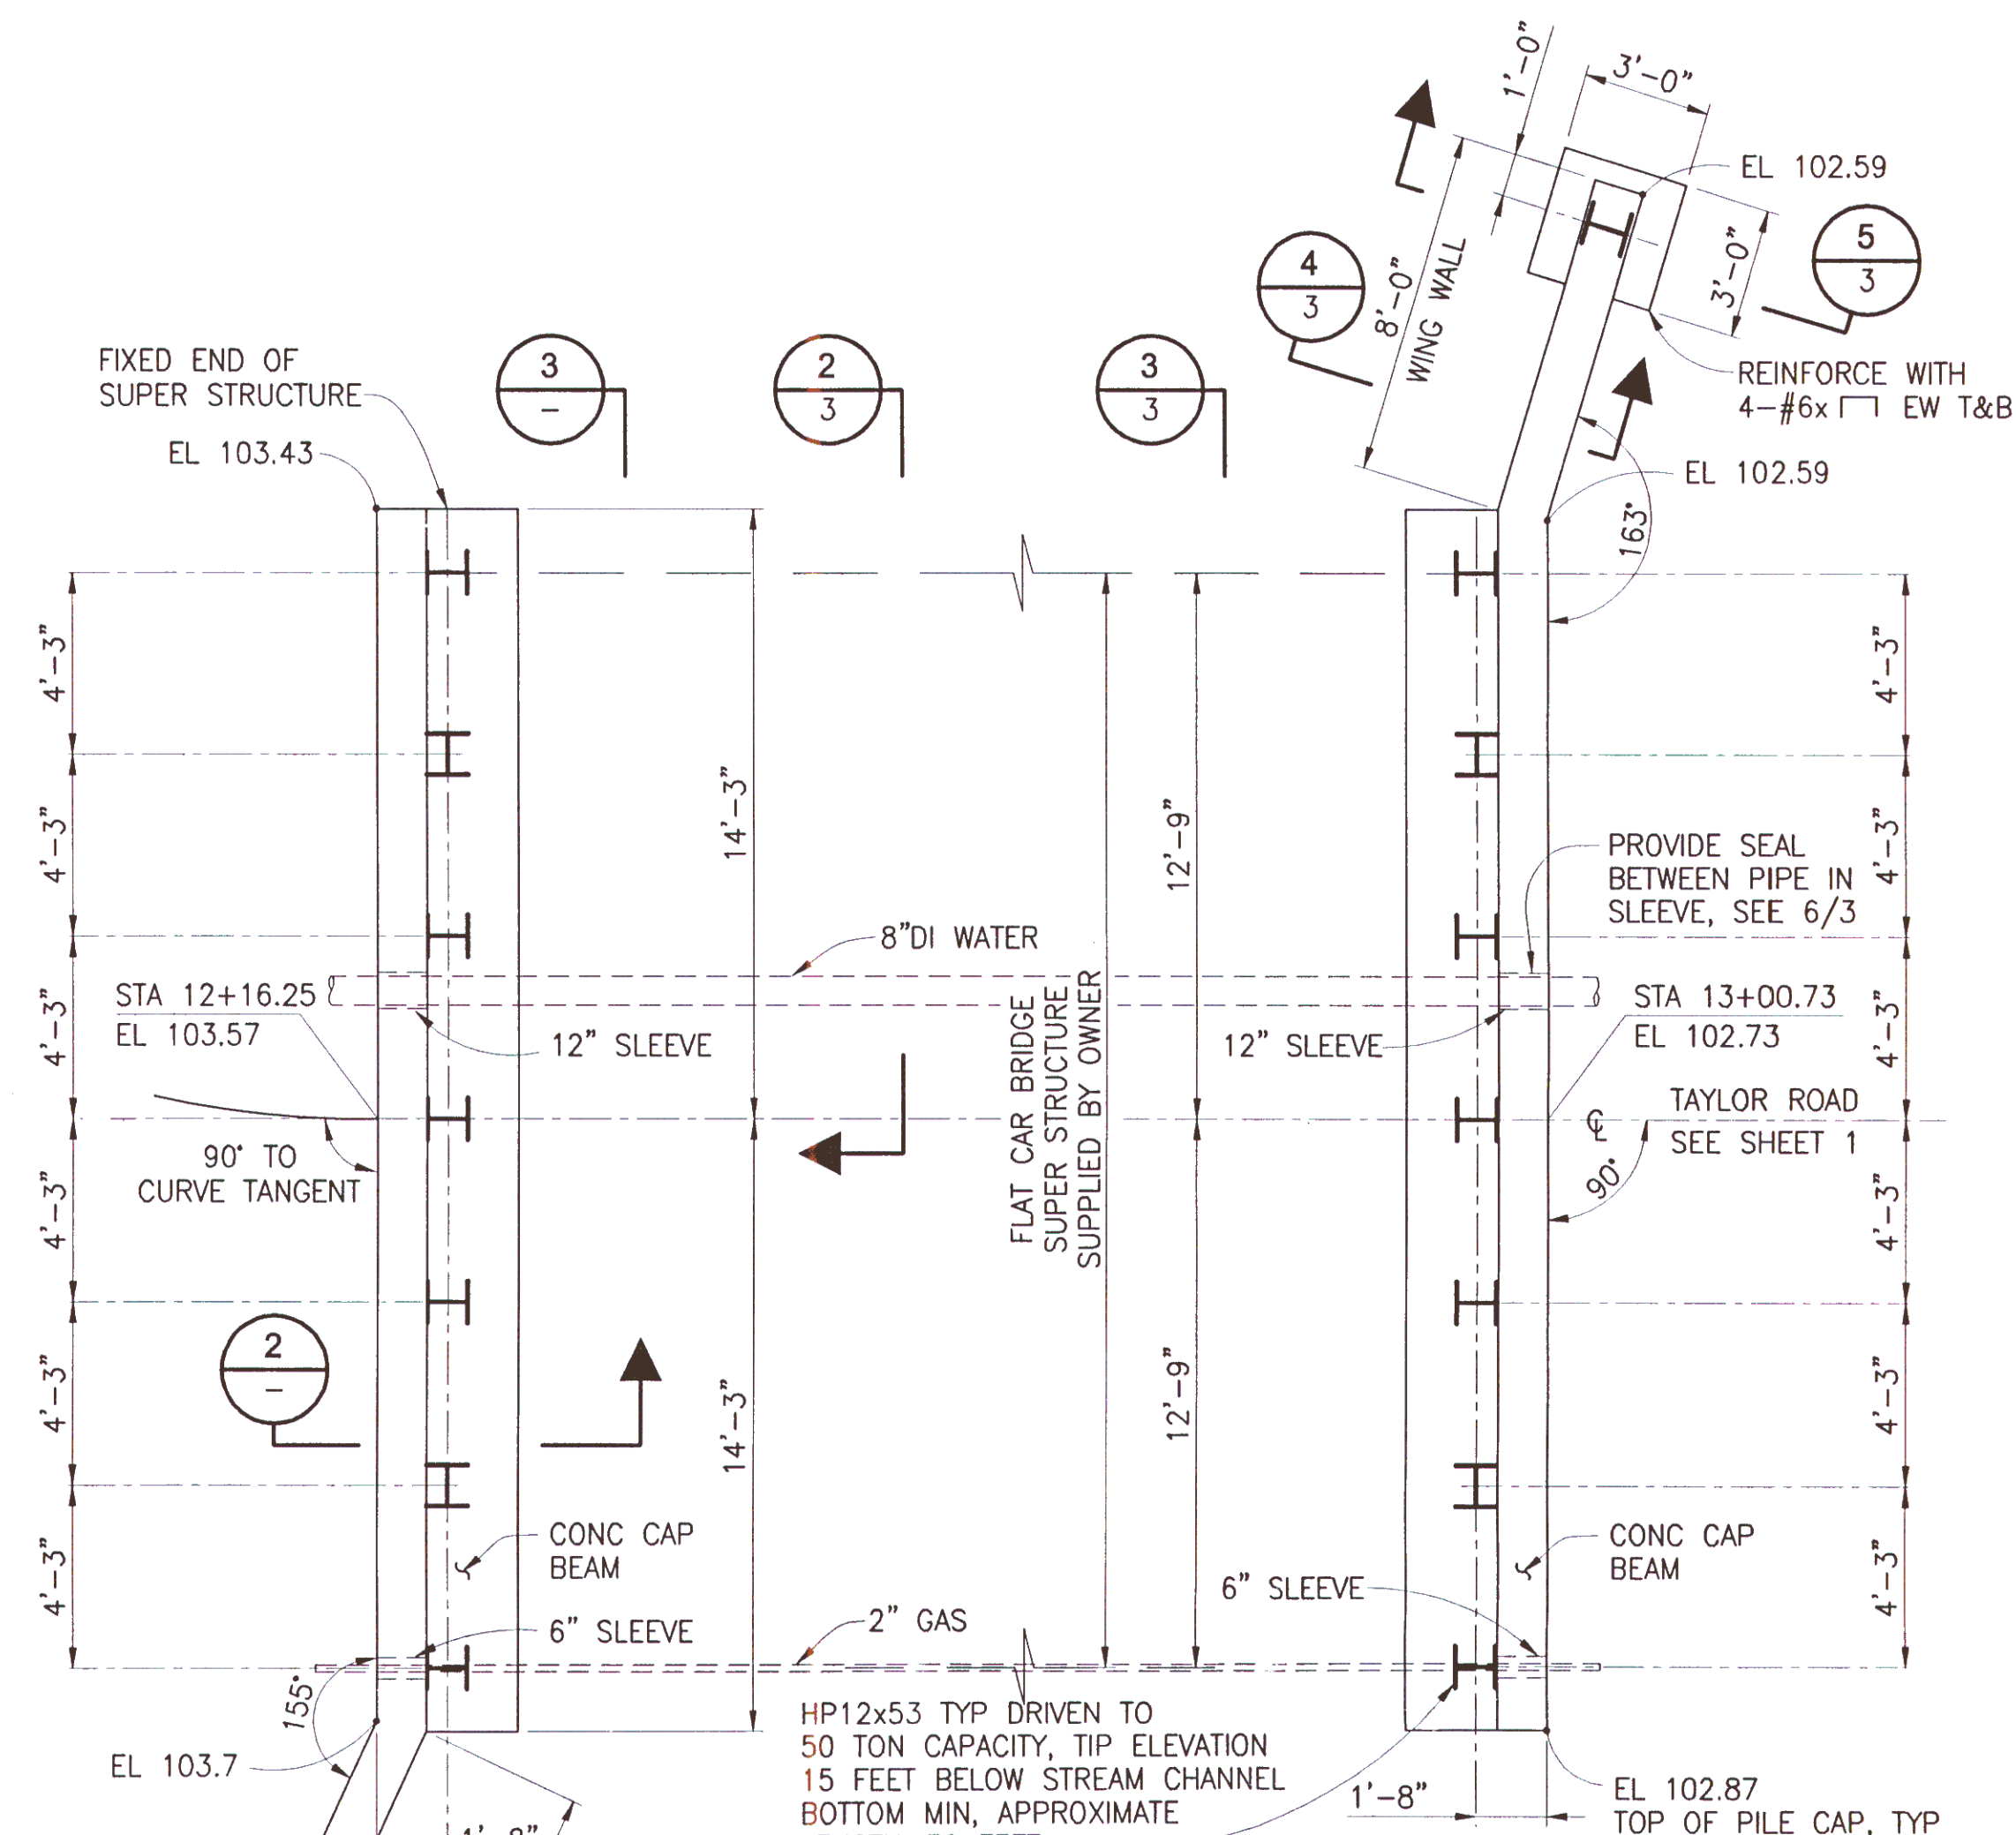 1'-0"
3'-0"
EL 102.59
4
3
8'-0"
WING WALL
3'-0"
5
3
REINFORCE WITH
4-#6x EW T&B
EL 102.59
163°
FIXED END OF
SUPER STRUCTURE
EL 103.43
3
-
2
3
3
3
4'-3"
4'-3"
4'-3"
4'-3"
4'-3"
4'-3"
14'-3"
14'-3"
12'-9"
12'-9"
4'-3"
4'-3"
4'-3"
4'-3"
4'-3"
4'-3"
8"DI WATER
PROVIDE SEAL
BETWEEN PIPE IN
SLEEVE, SEE 6/3
STA 12+16.25
EL 103.57
12" SLEEVE
FLAT CAR BRIDGE
SUPER STRUCTURE
SUPPLIED BY OWNER
12" SLEEVE
STA 13+00.73
EL 102.73
90° TO
CURVE TANGENT
℄
TAYLOR ROAD
SEE SHEET 1
90°
2
-
CONC CAP
BEAM
6" SLEEVE
2" GAS
6" SLEEVE
CONC CAP
BEAM
155°
EL 103.7
HP12x53 TYP DRIVEN TO
50 TON CAPACITY, TIP ELEVATION
15 FEET BELOW STREAM CHANNEL
BOTTOM MIN, APPROXIMATE
1'-8"
EL 102.87
TOP OF PILE CAP, TYP